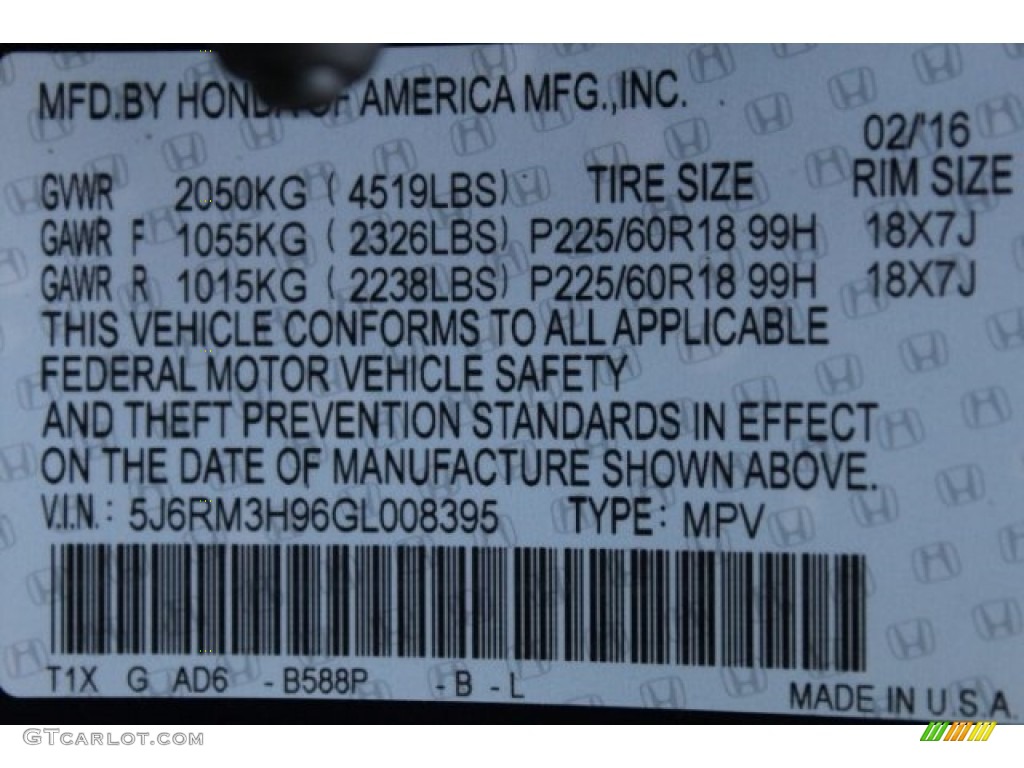 MFD.BY HONDA OF AMERICA MFG.,INC.
02/'16
GVWR 2050KG ( 4519LBS) TIRE SIZE RIM SIZE
GAWR F 1055KG ( 2326LBS) P225/60R18 99H 18X7J
GAWR R 1015KG ( 2238LBS) P225/60R18 99H 18X7J
THIS VEHICLE CONFORMS TO ALL APPLICABLE
FEDERAL MOTOR VEHICLE SAFETY
AND THEFT PREVENTION STANDARDS IN EFFECT
ON THE DATE OF MANUFACTURE SHOWN ABOVE.
V.I.N.: 5J6RM3H96GL008395 TYPE: MPV
T1X G AD6 -B588P -B -L
MADE IN U.S.A.
GTCARLOT.COM